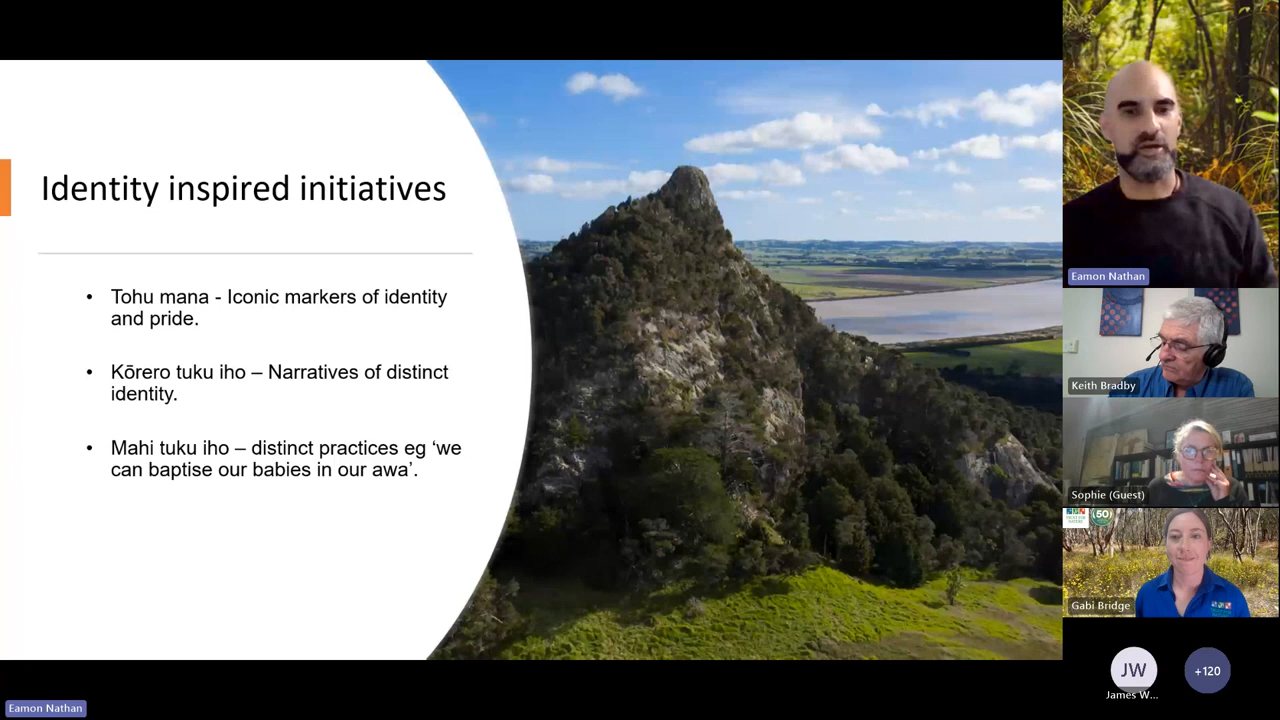 Identity inspired initiatives
• Tohu mana - Iconic markers of identity
and pride.
• Kōrero tuku iho – Narratives of distinct
identity.
• Mahi tuku iho – distinct practices eg ‘we
can baptise our babies in our awa’.
Eamon Nathan
Keith Bradby
Sophie (Guest)
(50)
Gabi Bridge
JW
James W...
+120
Eamon Nathan